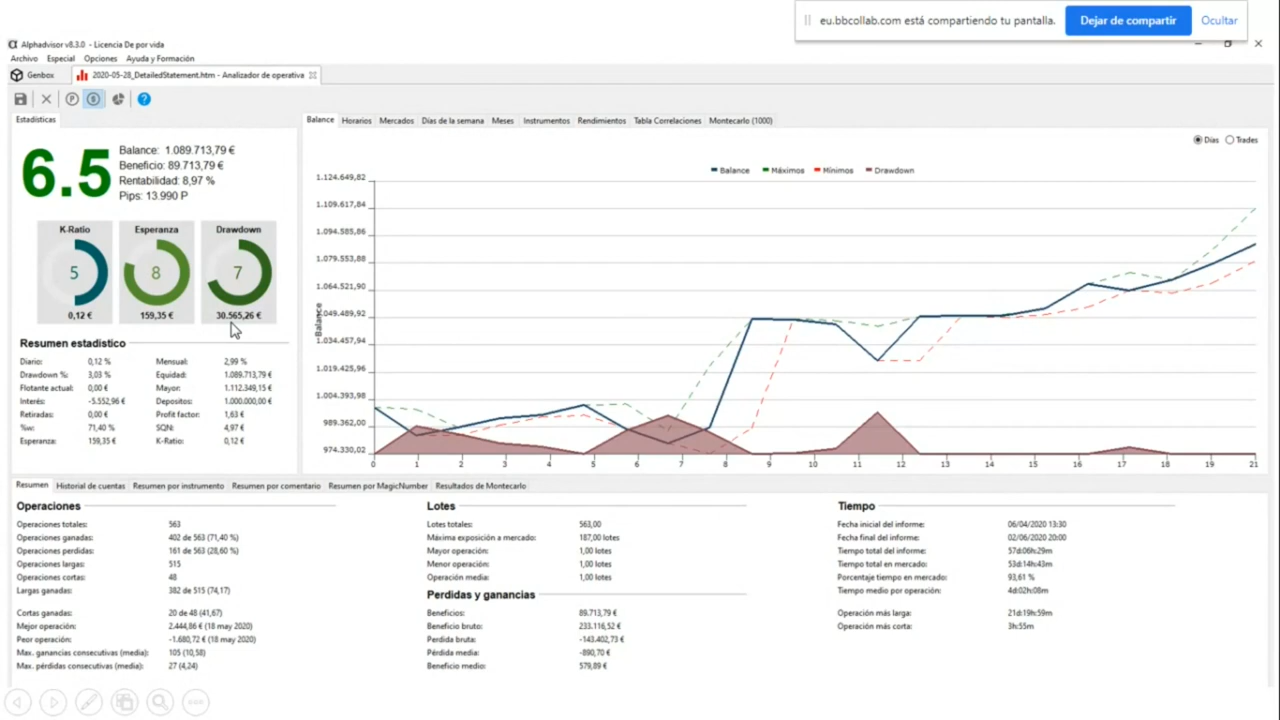 eu.bbcollab.com está compartiendo tu pantalla. Dejar de compartir Ocultar
Alphadvisor v8.3.0 - Licencia De por vida
Archivo Especial Opciones Ayuda y Formación
Genbox 2020-05-28_DetailedStatement.htm - Analizador de operativa
Estadísticas
6.5
Balance: 1.089.713,79 €
Beneficio: 89.713,79 €
Rentabilidad: 8,97 %
Pips: 13.990 P
K-Ratio Esperanza Drawdown
5 8 7
0,12 € 159,35 € 30.565,26 €
Resumen estadístico
Diario: 0,12 % Mensual: 2,99 %
Drawdown %: 3,03 % Equidad: 1.089.713,79 €
Flotante actual: 0,00 € Mayor: 1.112.349,15 €
Interés: -5.552,96 € Depositos: 1.000.000,00 €
Retiradas: 0,00 € Profit factor: 1,63 €
%w: 71,40 % SQN: 4,97 €
Esperanza: 159,35 € K-Ratio: 0,12 €
Balance Horarios Mercados Días de la semana Meses Instrumentos Rendimientos Tabla Correlaciones Montecarlo (1000)
Días Trades
Balance Máximos Mínimos Drawdown
1.124.649,82
1.109.617,84
1.094.585,86
1.079.553,88
1.064.521,90
1.049.489,92
1.034.457,94
1.019.425,96
1.004.393,98
989.362,00
974.330,02
Balance
0 1 2 3 4 5 6 7 8 9 10 11 12 13 14 15 16 17 18 19 21
Resumen Historial de cuentas Resumen por instrumento Resumen por comentario Resumen por MagicNumber Resultados de Montecarlo
Operaciones
Operaciones totales: 563
Operaciones ganadas: 402 de 563 (71,40 %)
Operaciones perdidas: 161 de 563 (28,60 %)
Operaciones largas: 515
Operaciones cortas: 48
Largas ganadas: 382 de 515 (74,17)
Cortas ganadas: 20 de 48 (41,67)
Mejor operación: 2.444,86 € (18 may 2020)
Peor operación: -1.680,72 € (18 may 2020)
Max. ganancias consecutivas (media): 105 (10,58)
Max. pérdidas consecutivas (media): 27 (4,24)
Lotes
Lotes totales: 563,00
Máxima exposición a mercado: 187,00 lotes
Mayor operación: 1,00 lotes
Menor operación: 1,00 lotes
Operación media: 1,00 lotes
Perdidas y ganancias
Beneficios: 89.713,79 €
Beneficio bruto: 233.116,52 €
Perdida bruta: -143.402,73 €
Pérdida media: -890,70 €
Beneficio medio: 579,89 €
Tiempo
Fecha inicial del informe: 06/04/2020 13:30
Fecha final del informe: 02/06/2020 20:00
Tiempo total del informe: 57d:06h:29m
Tiempo total en mercado: 53d:14h:43m
Porcentaje tiempo en mercado: 93,61 %
Tiempo medio por operación: 4d:02h:08m
Operación más larga: 21d:19h:59m
Operación más corta: 3h:55m